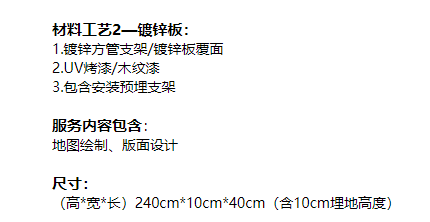 材料工艺2—镀锌板：
1.镀锌方管支架/镀锌板覆面
2.UV烤漆/木纹漆
3.包含安装预埋支架
服务内容包含：
地图绘制、版面设计
尺寸：
（高*宽*长）240cm*10cm*40cm（含10cm埋地高度）